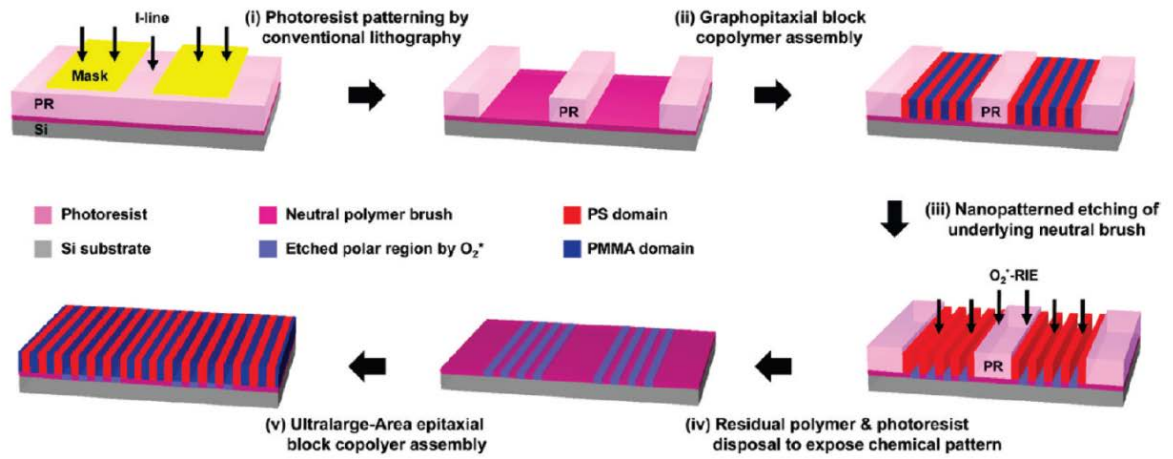 I-line
Mask
PR
Si
(i) Photoresist patterning by
conventional lithography
PR
(ii) Graphopitaxial block
copolymer assembly
PR
Photoresist
Si substrate
Neutral polymer brush
Etched polar region by O₂*
PS domain
PMMA domain
(iii) Nanopatterned etching of
underlying neutral brush
O₂*-RIE
PR
(iv) Residual polymer & photoresist
disposal to expose chemical pattern
(v) Ultralarge-Area epitaxial
block copolyer assembly